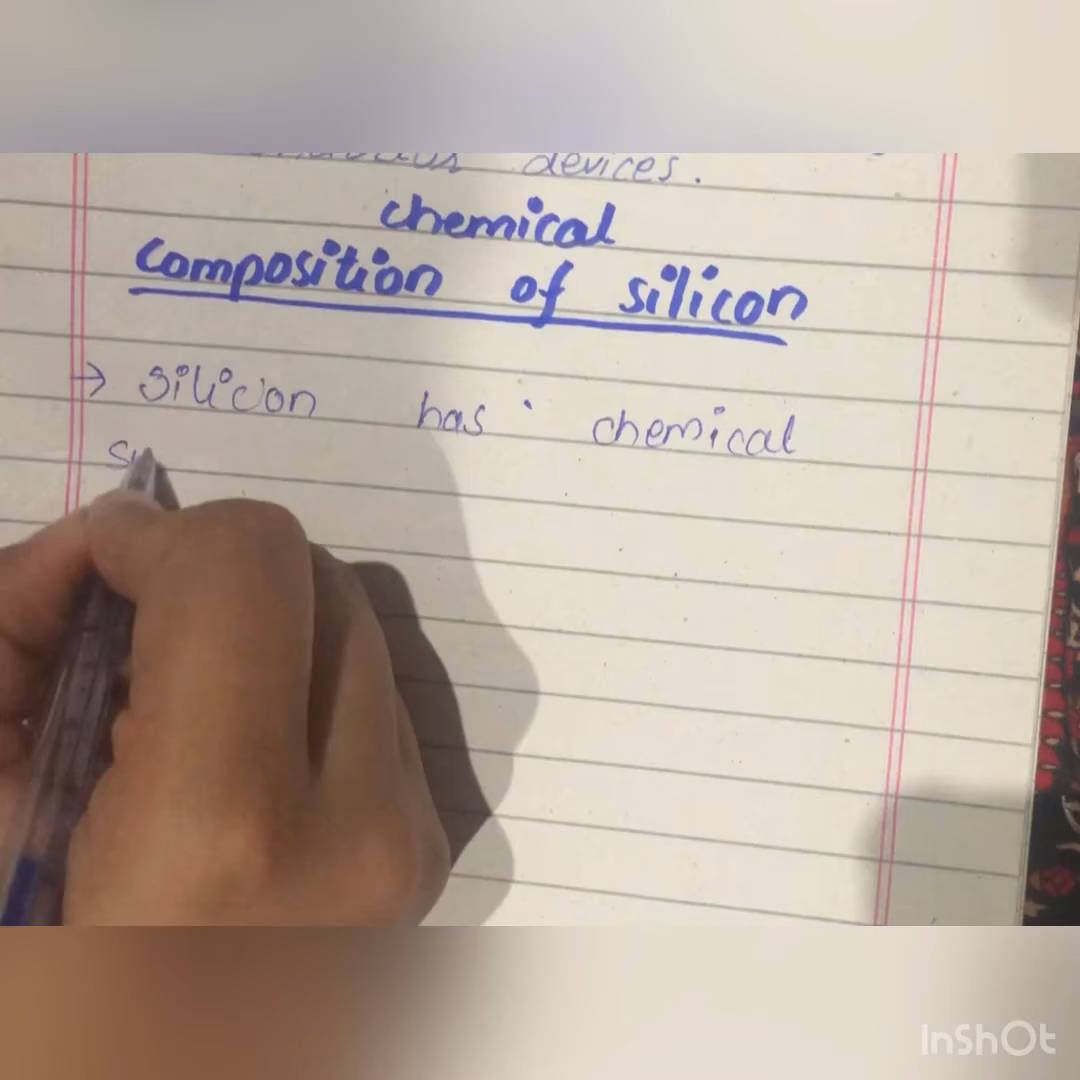 devices.
chemical
composition of silicon
→ silicon has chemical
InShOt